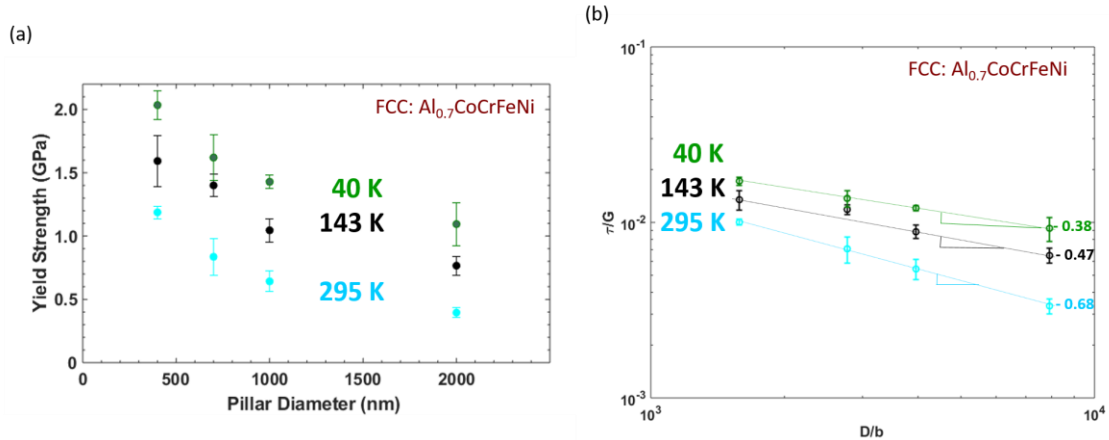 (a)
FCC: Al₀.₇CoCrFeNi
Yield Strength (GPa)
2.0
1.5
1.0
0.5
0
40 K
143 K
295 K
0 500 1000 1500 2000
Pillar Diameter (nm)
(b)
FCC: Al₀.₇CoCrFeNi
τ/G
10⁻¹
10⁻²
10⁻³
40 K
143 K
295 K
- 0.38
- 0.47
- 0.68
10³ 10⁴
D/b